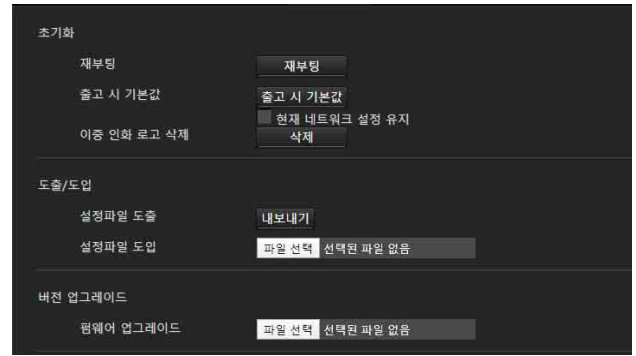 초기화
재부팅 재부팅
출고 시 기본값 출고 시 기본값
현재 네트워크 설정 유지
이중 인화 로고 삭제 삭제
도출/도입
설정파일 도출 내보내기
설정파일 도입 파일 선택 선택된 파일 없음
버전 업그레이드
펌웨어 업그레이드 파일 선택 선택된 파일 없음